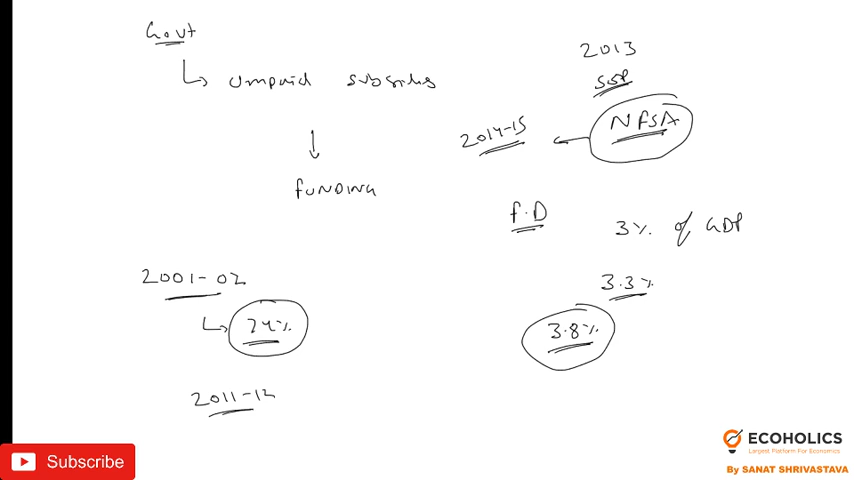 Govt
unpaid subsidies
2013
SSP
NFSA
2014-15
FUNDING
F.D
3% of GDP
2001-02
3.3%
24%
3.8%
2011-12
Subscribe
ECOHOLICS
Largest Platform For Economics
By SANAT SHRIVASTAVA